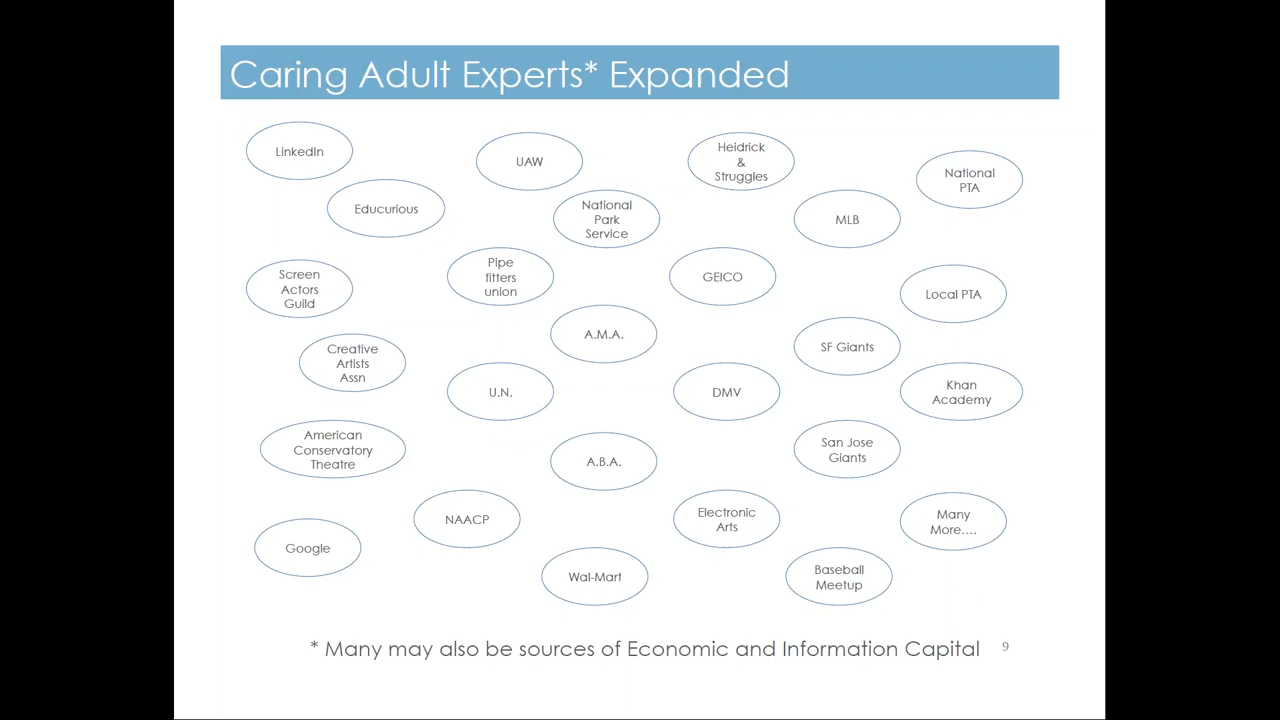 Caring Adult Experts* Expanded
LinkedIn
UAW
Heidrick
&
Struggles
National
PTA
Educurious
National
Park
Service
MLB
Screen
Actors
Guild
Pipe
fitters
union
GEICO
Local PTA
A.M.A.
SF Giants
Creative
Artists
Assn
U.N.
DMV
Khan
Academy
American
Conservatory
Theatre
A.B.A.
San Jose
Giants
NAACP
Electronic
Arts
Many
More....
Google
Wal-Mart
Baseball
Meetup
* Many may also be sources of Economic and Information Capital
9